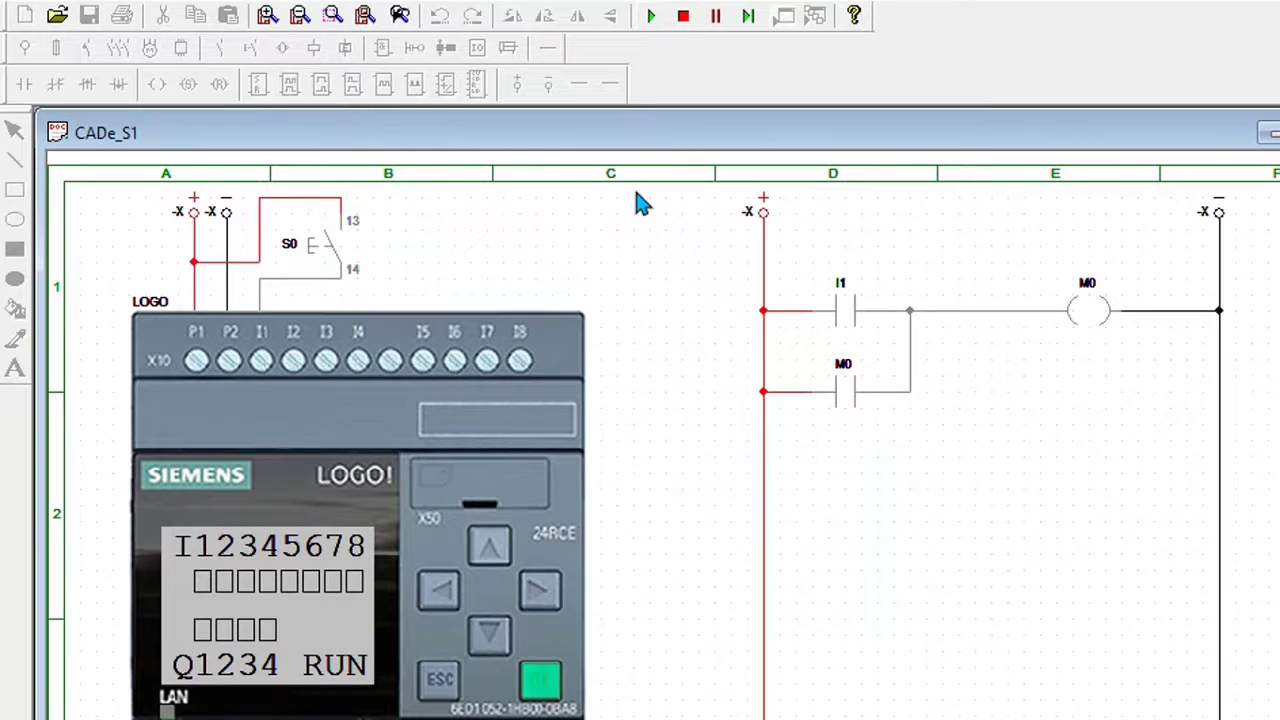 CADe_S1
A B C D E F
+ −
-X -X
13
S0
14
+
-X
−
-X
1
I1
M0
LOGO
P1 P2 I1 I2 I3 I4 I5 I6 I7 I8
X10
M0
SIEMENS
LOGO!
2
X50
24RCE
I12345678
Q1234 RUN
ESC
LAN
6ED1052-1HB00-0BA8